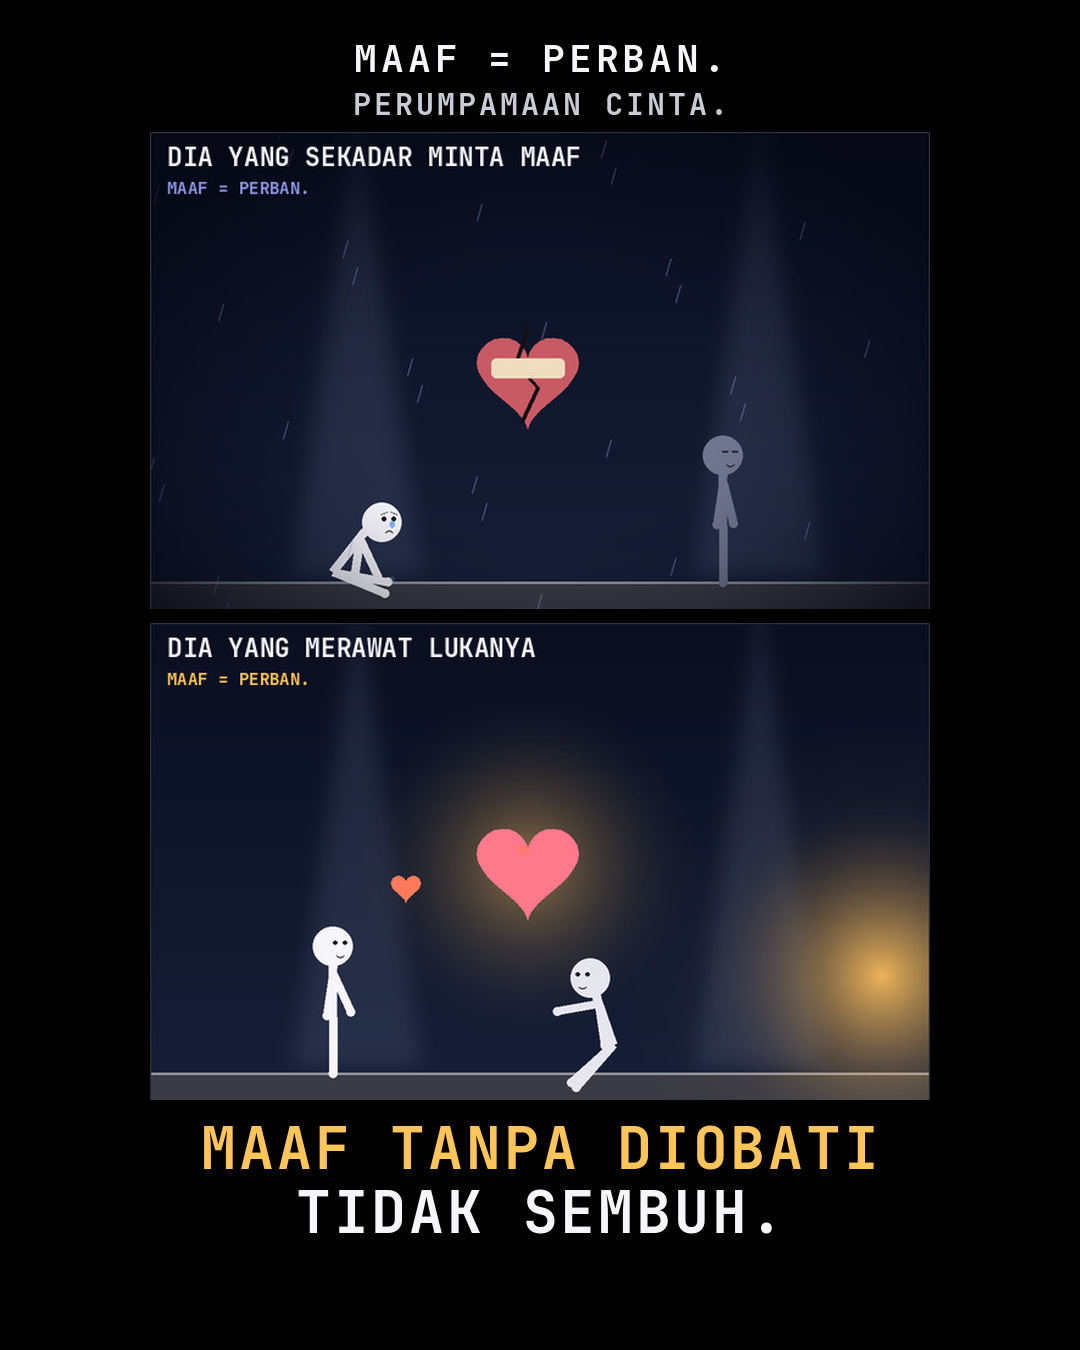 MAAF = PERBAN.
PERUMPAMAAN CINTA.
DIA YANG SEKADAR MINTA MAAF
MAAF = PERBAN.
DIA YANG MERAWAT LUKANYA
MAAF = PERBAN.
MAAF TANPA DIOBATI
TIDAK SEMBUH.